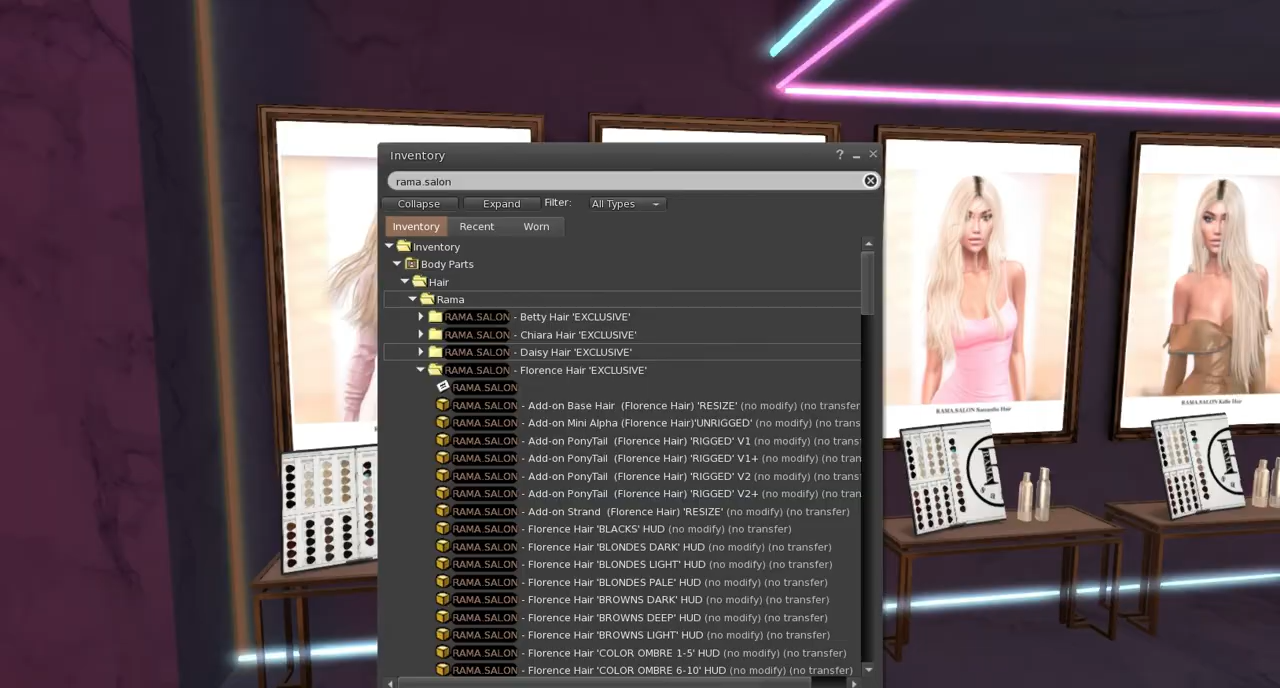 Inventory
? _ ×
rama.salon
Collapse Expand Filter: All Types
Inventory Recent Worn
Inventory
Body Parts
Hair
Rama
RAMA.SALON - Betty Hair 'EXCLUSIVE'
RAMA.SALON - Chiara Hair 'EXCLUSIVE'
RAMA.SALON - Daisy Hair 'EXCLUSIVE'
RAMA.SALON - Florence Hair 'EXCLUSIVE'
RAMA.SALON
RAMA.SALON - Add-on Base Hair  (Florence Hair) 'RESIZE' (no modify) (no transfer
RAMA.SALON - Add-on Mini Alpha (Florence Hair)'UNRIGGED' (no modify) (no trans
RAMA.SALON - Add-on PonyTail  (Florence Hair) 'RIGGED' V1 (no modify) (no tran
RAMA.SALON - Add-on PonyTail  (Florence Hair) 'RIGGED' V1+ (no modify) (no tra
RAMA.SALON - Add-on PonyTail  (Florence Hair) 'RIGGED' V2 (no modify) (no tran
RAMA.SALON - Add-on PonyTail  (Florence Hair) 'RIGGED' V2+ (no modify) (no tra
RAMA.SALON - Add-on Strand  (Florence Hair) 'RESIZE' (no modify) (no transfer)
RAMA.SALON - Florence Hair 'BLACKS' HUD (no modify) (no transfer)
RAMA.SALON - Florence Hair 'BLONDES DARK' HUD (no modify) (no transfer)
RAMA.SALON - Florence Hair 'BLONDES LIGHT' HUD (no modify) (no transfer)
RAMA.SALON - Florence Hair 'BLONDES PALE' HUD (no modify) (no transfer)
RAMA.SALON - Florence Hair 'BROWNS DARK' HUD (no modify) (no transfer)
RAMA.SALON - Florence Hair 'BROWNS DEEP' HUD (no modify) (no transfer)
RAMA.SALON - Florence Hair 'BROWNS LIGHT' HUD (no modify) (no transfer)
RAMA.SALON - Florence Hair 'COLOR OMBRE 1-5' HUD (no modify) (no transfer)
RAMA.SALON - Florence Hair 'COLOR OMBRE 6-10' HUD (no modify) (no transfer)
RAMA.SALON Samantha Hair
RAMA.SALON Katie Hair